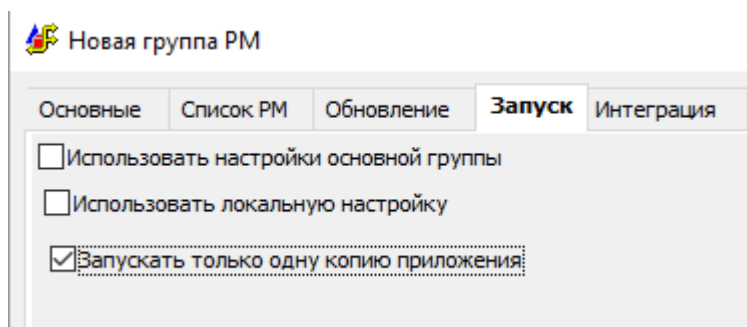 Новая группа РМ
Основные Список РМ Обновление Запуск Интеграция
Использовать настройки основной группы
Использовать локальную настройку
Запускать только одну копию приложения